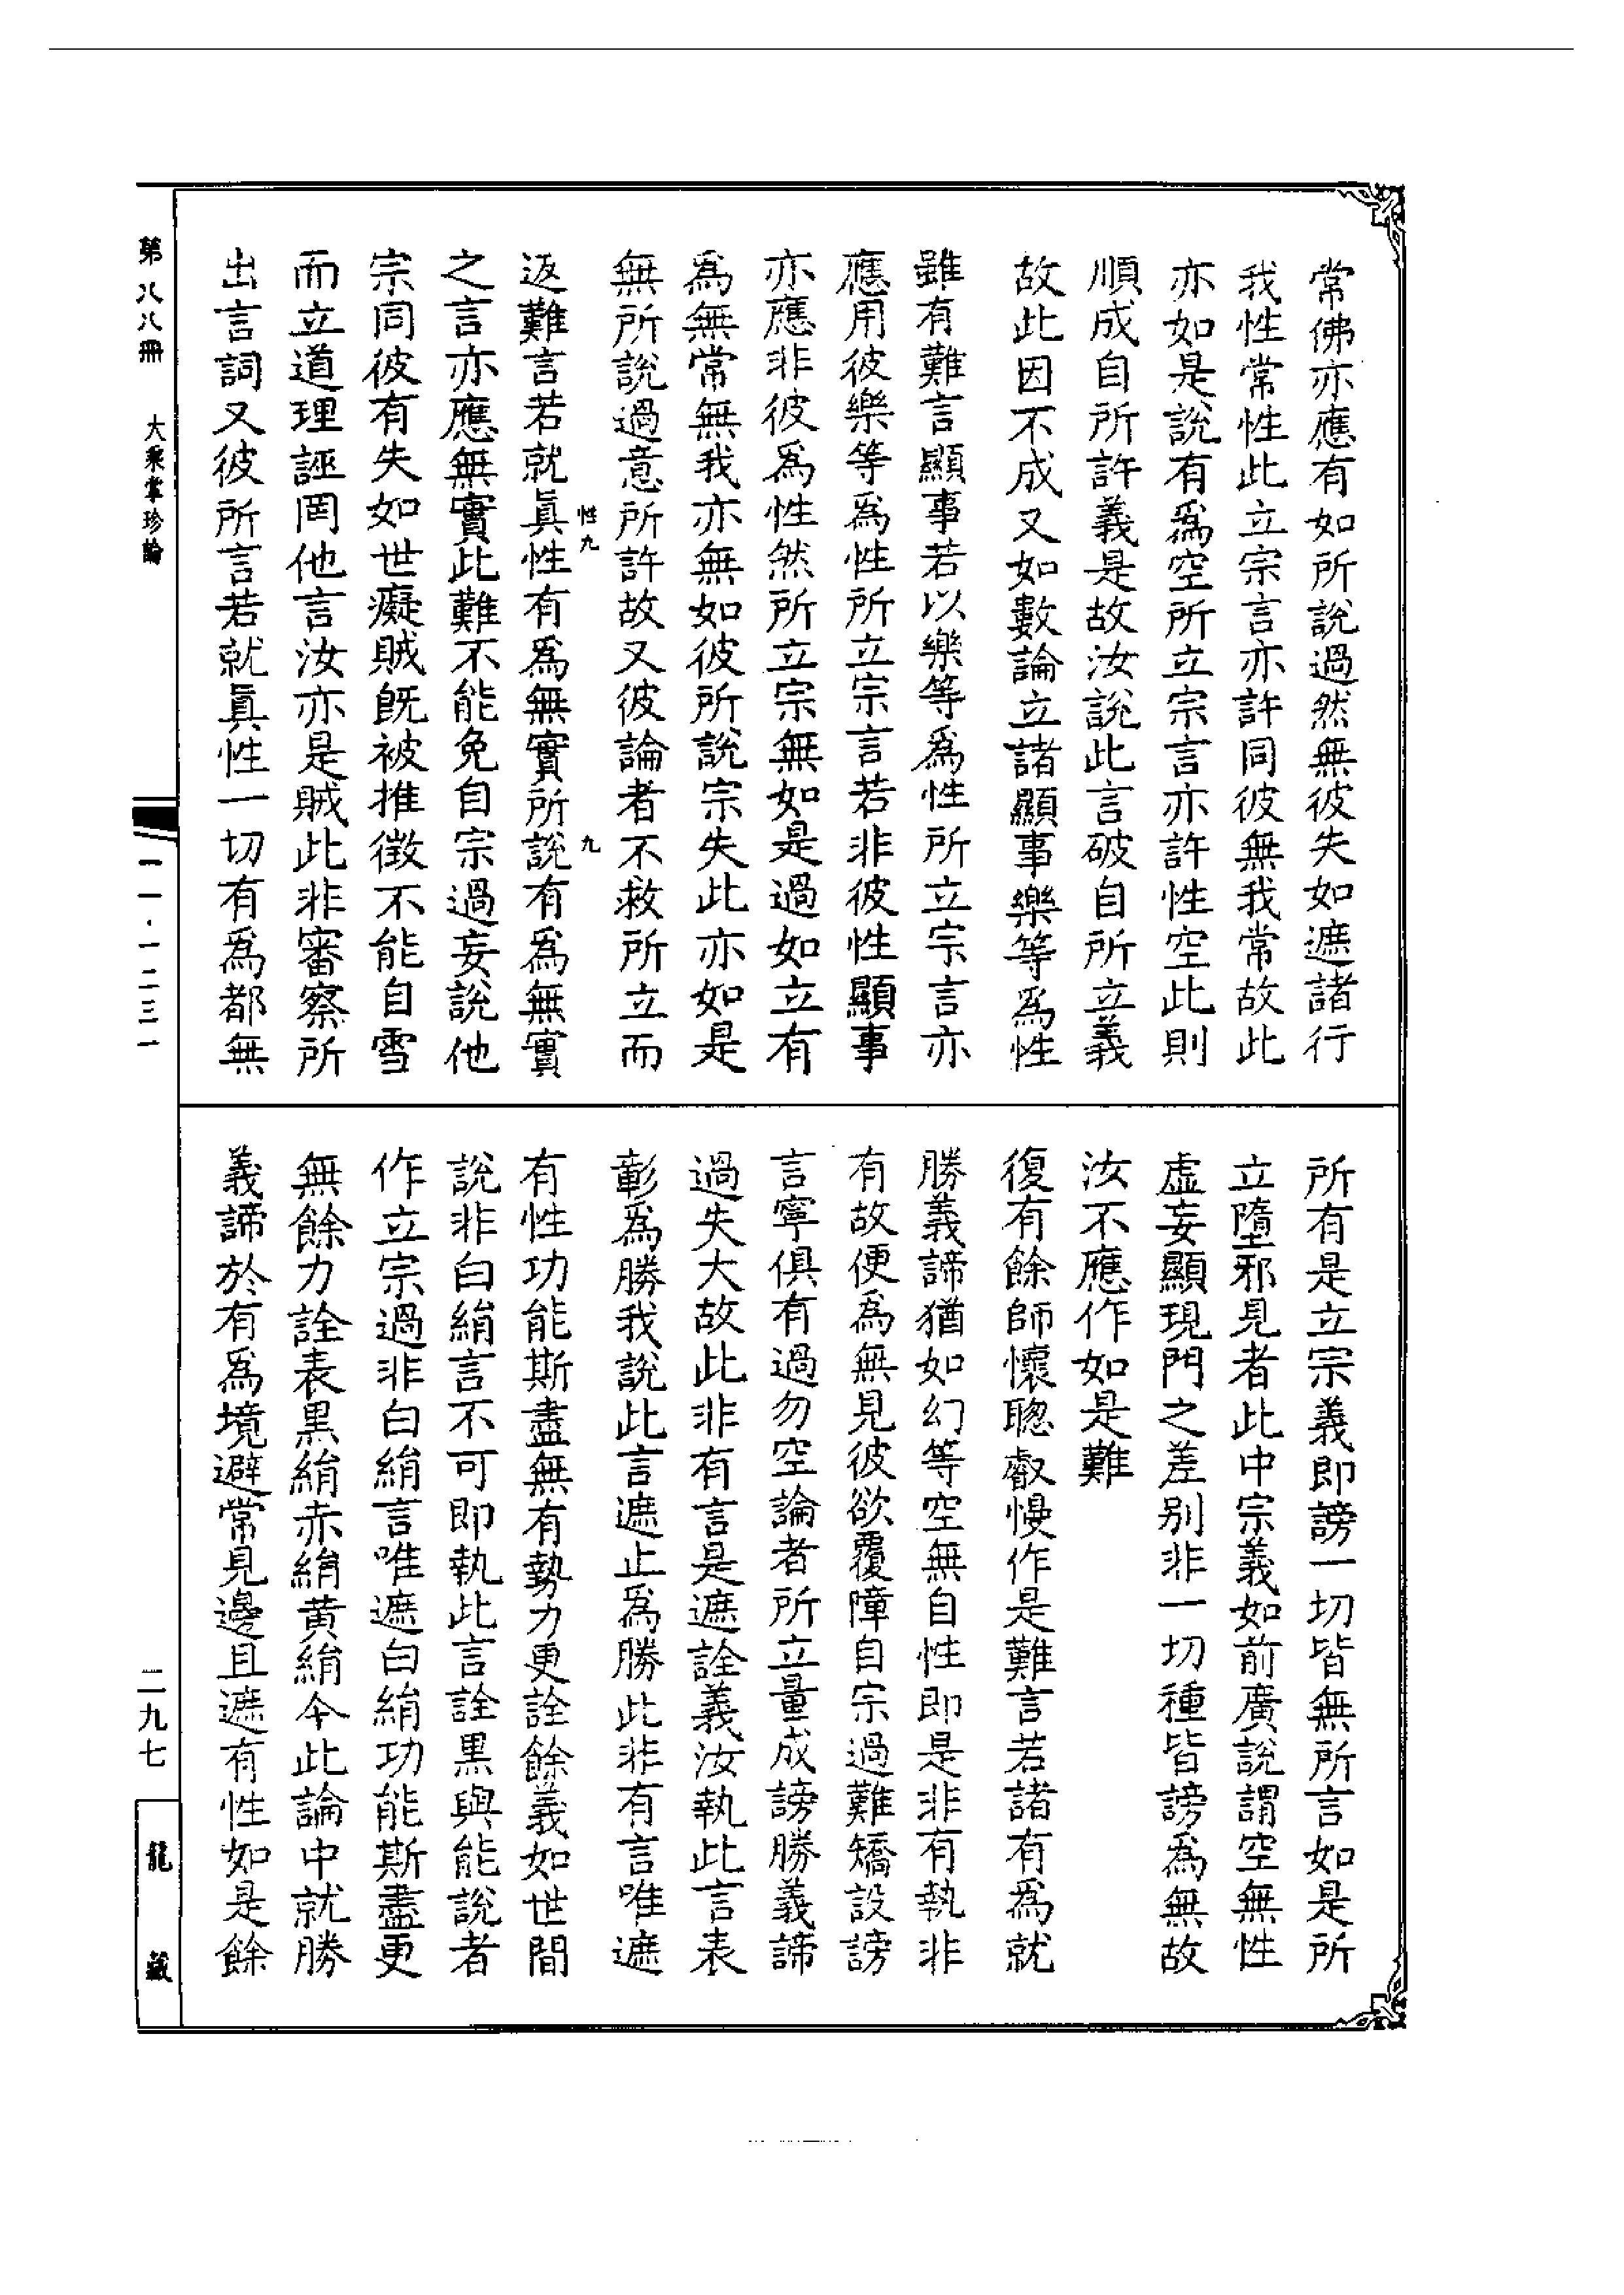 常佛亦應有如所說過然無彼失如遮諸行
我性常性此立宗言亦許同彼無我常故此
亦如是說有爲空所立宗言亦許性空此則
順成自所許義是故汝說此言破自所立義
故此因不成又如數論立諸顯事樂等爲性
雖有難言顯事若以樂等爲性所立宗言亦
應用彼樂等爲性所立宗言若非彼性顯事
亦應非彼爲性然所立宗無如是過如立有
爲無常無我亦無如彼所說宗失此亦如是
無所說過意所許故又彼論者不救所立而
性九
九
返難言若就眞性有爲無實所說有爲無實
之言亦應無實此難不能免自宗過妄說他
宗同彼有失如世癡賊旣被推徵不能自雪
而立道理誣罔他言汝亦是賊此非審察所
出言詞又彼所言若就眞性一切有爲都無
所有是立宗義即謗一切皆無所言如是所
立墮邪見者此中宗義如前廣說謂空無性
虛妄顯現門之差别非一切種皆謗爲無故
汝不應作如是難
復有餘師懷聰叡慢作是難言若諸有爲就
勝義諦猶如幻等空無自性即是非有執非
有故便爲無見彼欲覆障自宗過難矯設謗
言寧俱有過勿空論者所立量成謗勝義諦
過失大故此非有言是遮詮義汝執此言表
彰爲勝我說此言遮止爲勝此非有言唯遮
有性功能斯盡無有勢力更詮餘義如世間
說非白絹言不可即執此言詮黒與能說者
作立宗過非白絹言唯遮白絹功能斯盡更
無餘力詮表黒絹赤絹黄絹今此論中就勝
義諦於有爲境避常見邊且遮有性如是餘
第八八冊 大乘掌珍論
一一·一二三一
二九七
龍藏